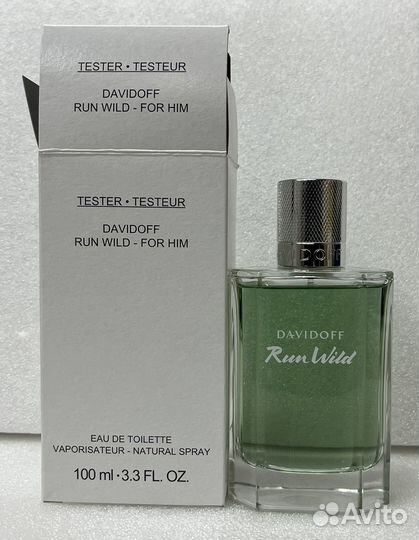 TESTER • TESTEUR
DAVIDOFF
RUN WILD - FOR HIM
TESTER • TESTEUR
DAVIDOFF
RUN WILD - FOR HIM
EAU DE TOILETTE
VAPORISATEUR - NATURAL SPRAY
100 ml • 3.3 FL. OZ.
DAVIDOFF
Run Wild
Avito